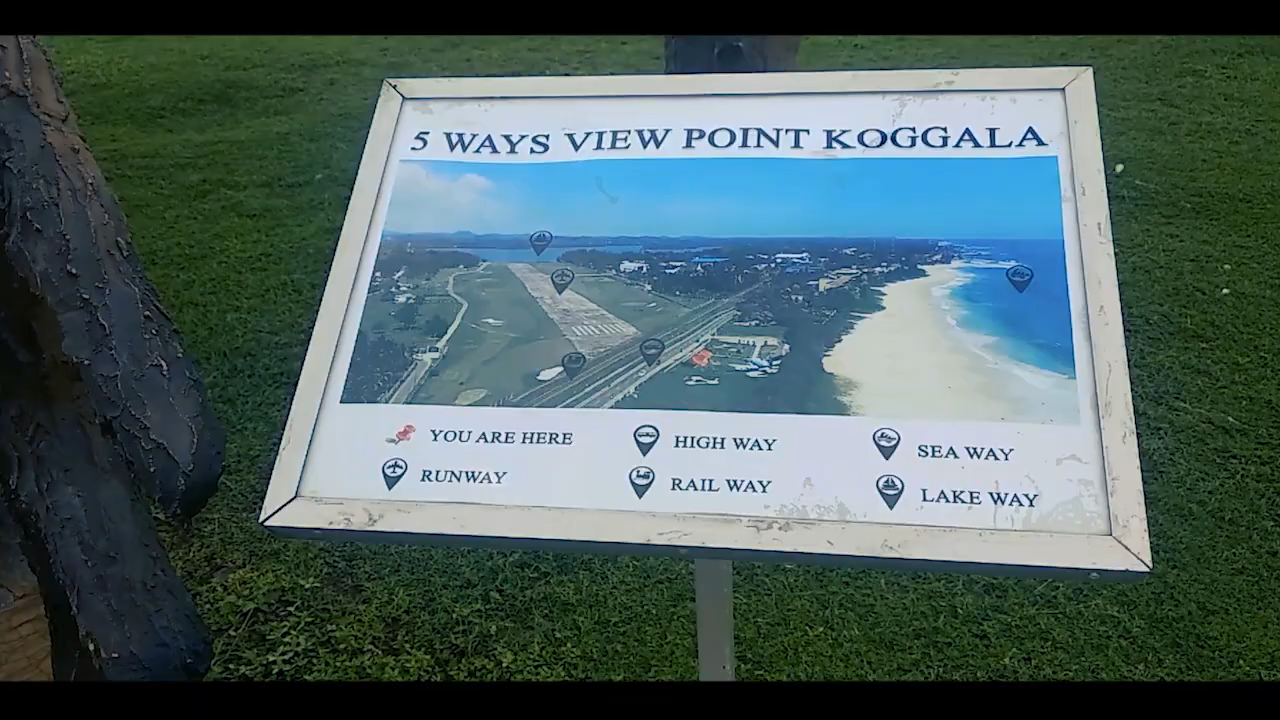 5 WAYS VIEW POINT KOGGALA
YOU ARE HERE
HIGH WAY
SEA WAY
RUNWAY
RAIL WAY
LAKE WAY